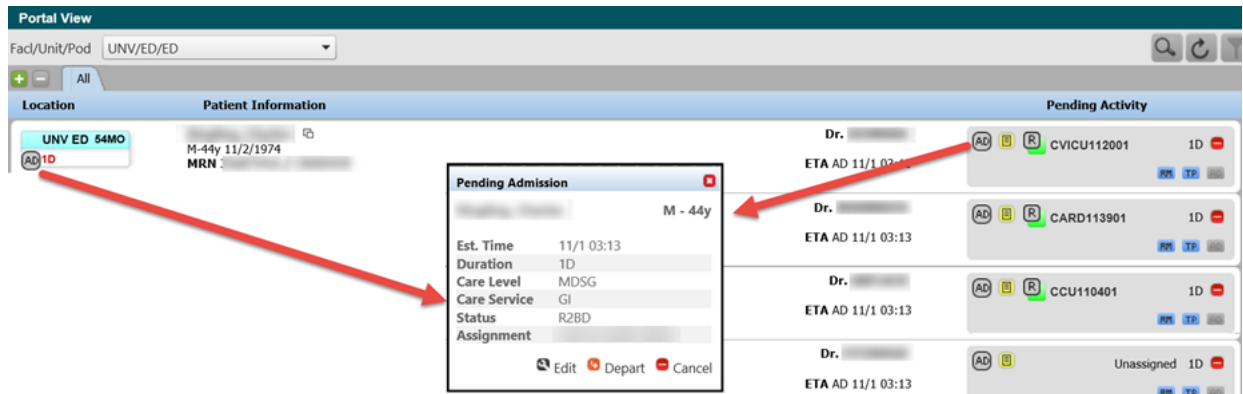 Portal View
Facl/Unit/Pod UNV/ED/ED
All
Location Patient Information Pending Activity
UNV ED 54MO
AD 1D
M-44y 11/2/1974
MRN
Dr.
ETA AD 11/1
AD R CVICU112001 1D
RM TP
Dr.
ETA AD 11/1 03:13
AD R CARD113901 1D
RM TP
Dr.
ETA AD 11/1 03:13
AD R CCU110401 1D
RM TP
Dr.
ETA AD 11/1 03:13
AD Unassigned 1D
RM TP
Pending Admission
M - 44y
Est. Time 11/1 03:13
Duration 1D
Care Level MDSG
Care Service GI
Status R2BD
Assignment
Edit Depart Cancel